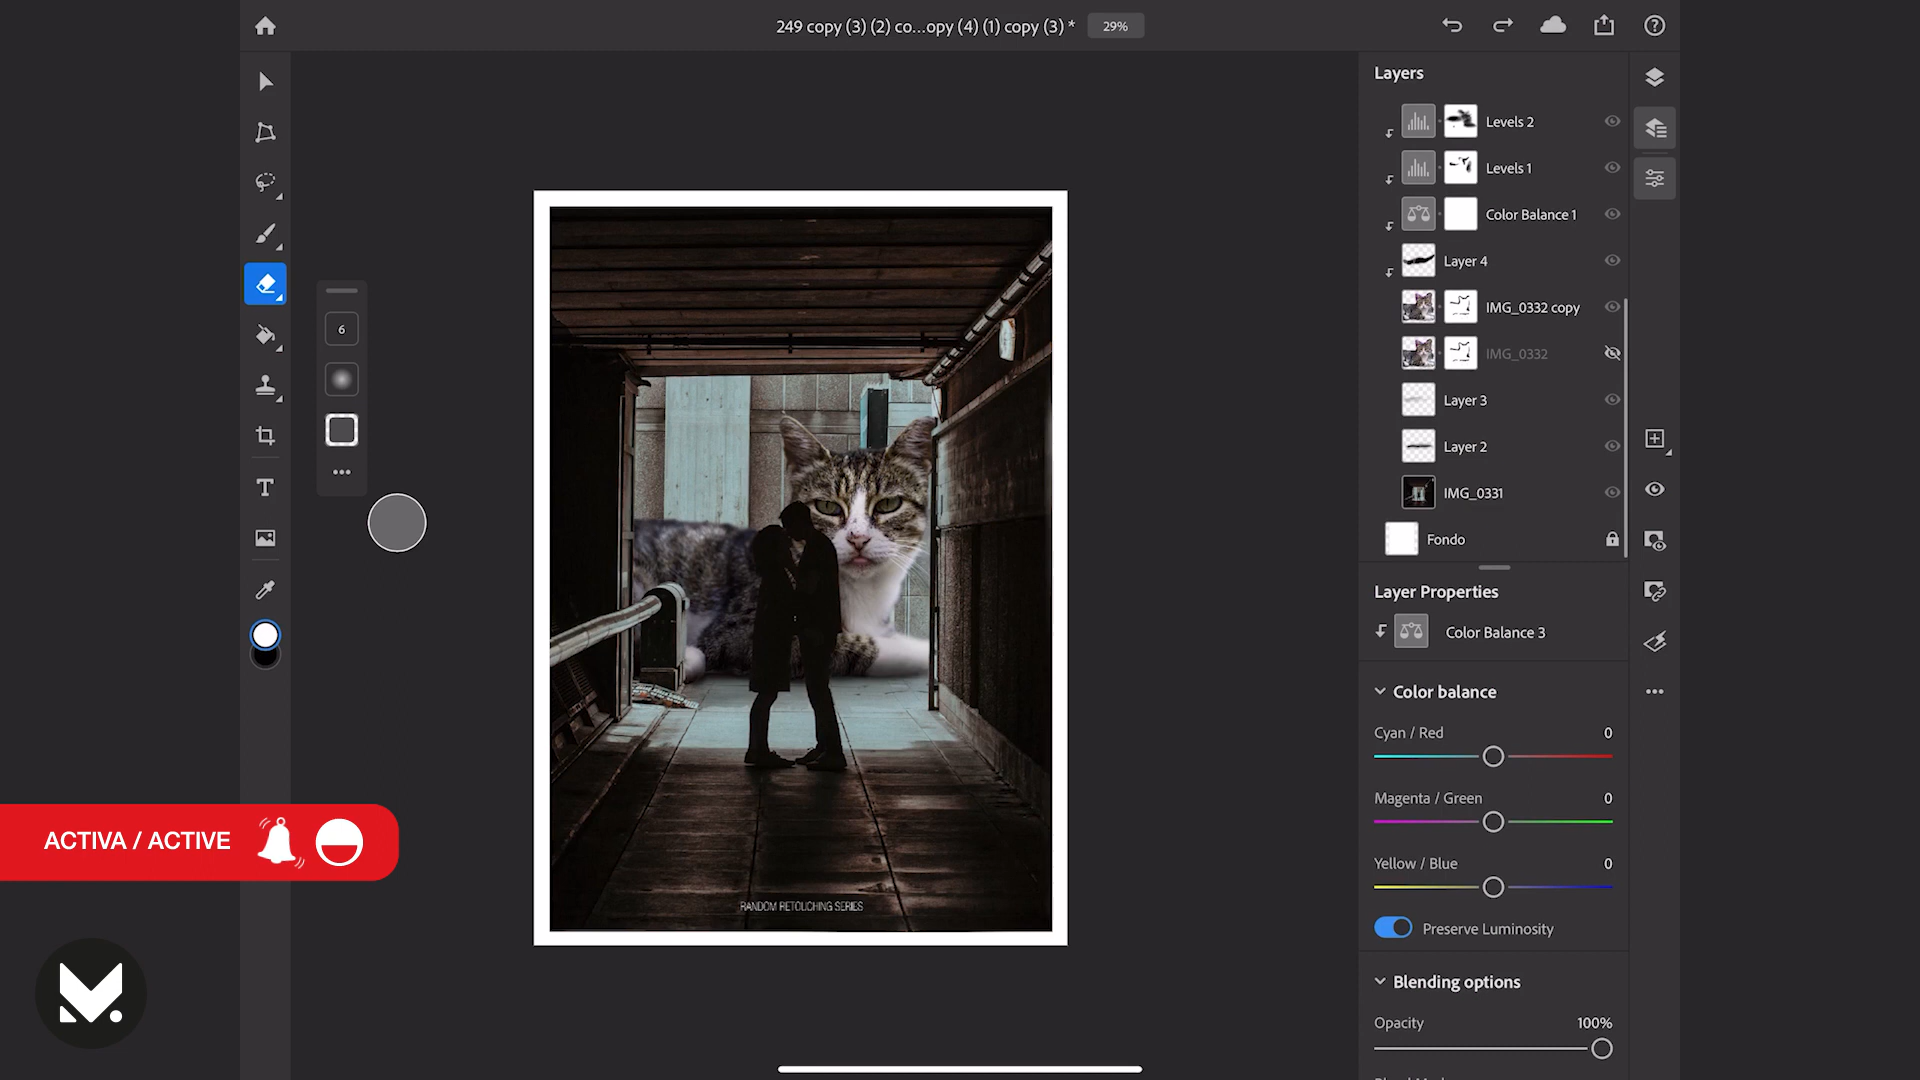 249 copy (3) (2) co...opy (4) (1) copy (3) *
29%
Layers
Levels 2
Levels 1
Color Balance 1
Layer 4
IMG_0332 copy
IMG_0332
Layer 3
Layer 2
IMG_0331
Fondo
6
T
Layer Properties
Color Balance 3
Color balance
Cyan / Red 0
Magenta / Green 0
Yellow / Blue 0
Preserve Luminosity
Blending options
Opacity 100%
ACTIVA / ACTIVE
RANDOM RETOUCHING SERIES